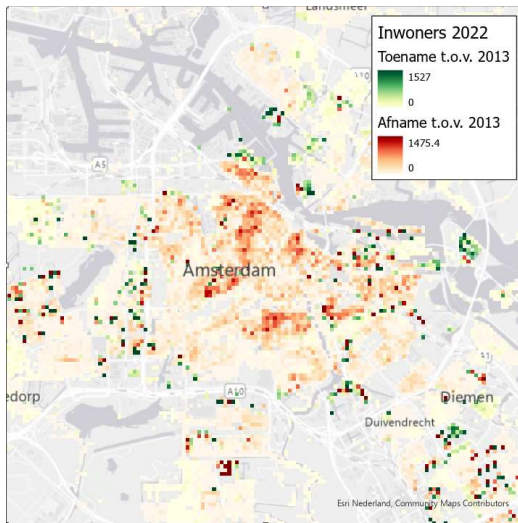 Landsmeer
Inwoners 2022
Toename t.o.v. 2013
1527
0
Afname t.o.v. 2013
1475.4
0
A10
A5
Amsterdam
A1
A10
edorp
Diemen
Duivendrecht
Esri Nederland, Community Maps Contributors